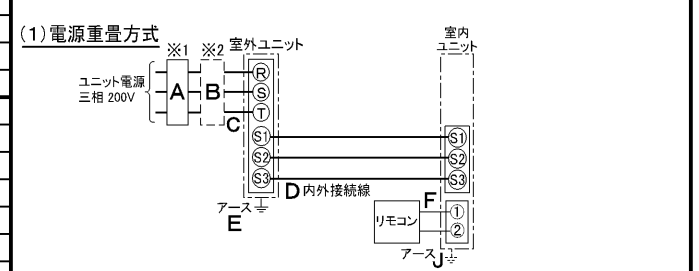 (1)電源重畳方式
※1 ※2 室外ユニット
室内
ユニット
ユニット電源
三相 200V
A
B
C
R
S
T
S1
S2
S3
S1
S2
S3
D 内外接続線
アース
E
リモコン
F
1
2
アース
J